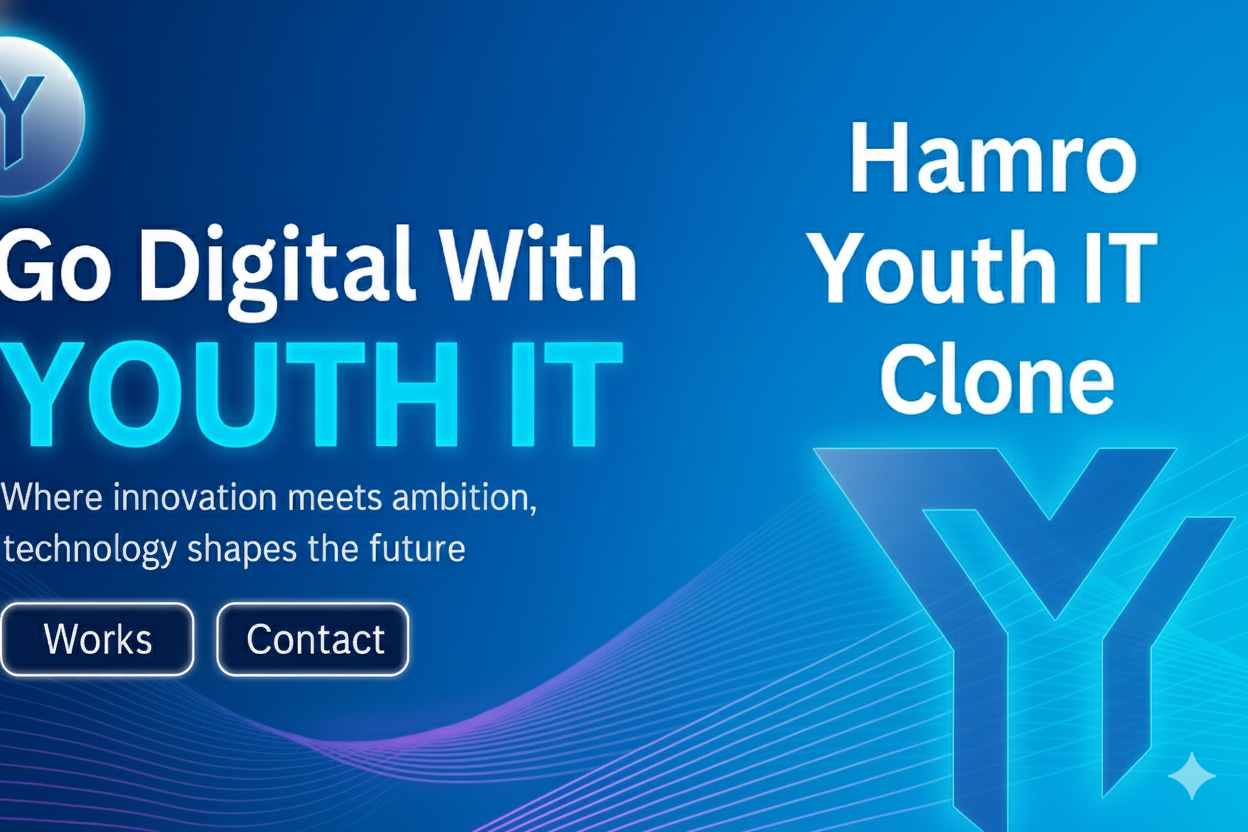 Y
Go Digital With
YOUTH IT
Where innovation meets ambition,
technology shapes the future
Works
Contact
Hamro
Youth IT
Clone